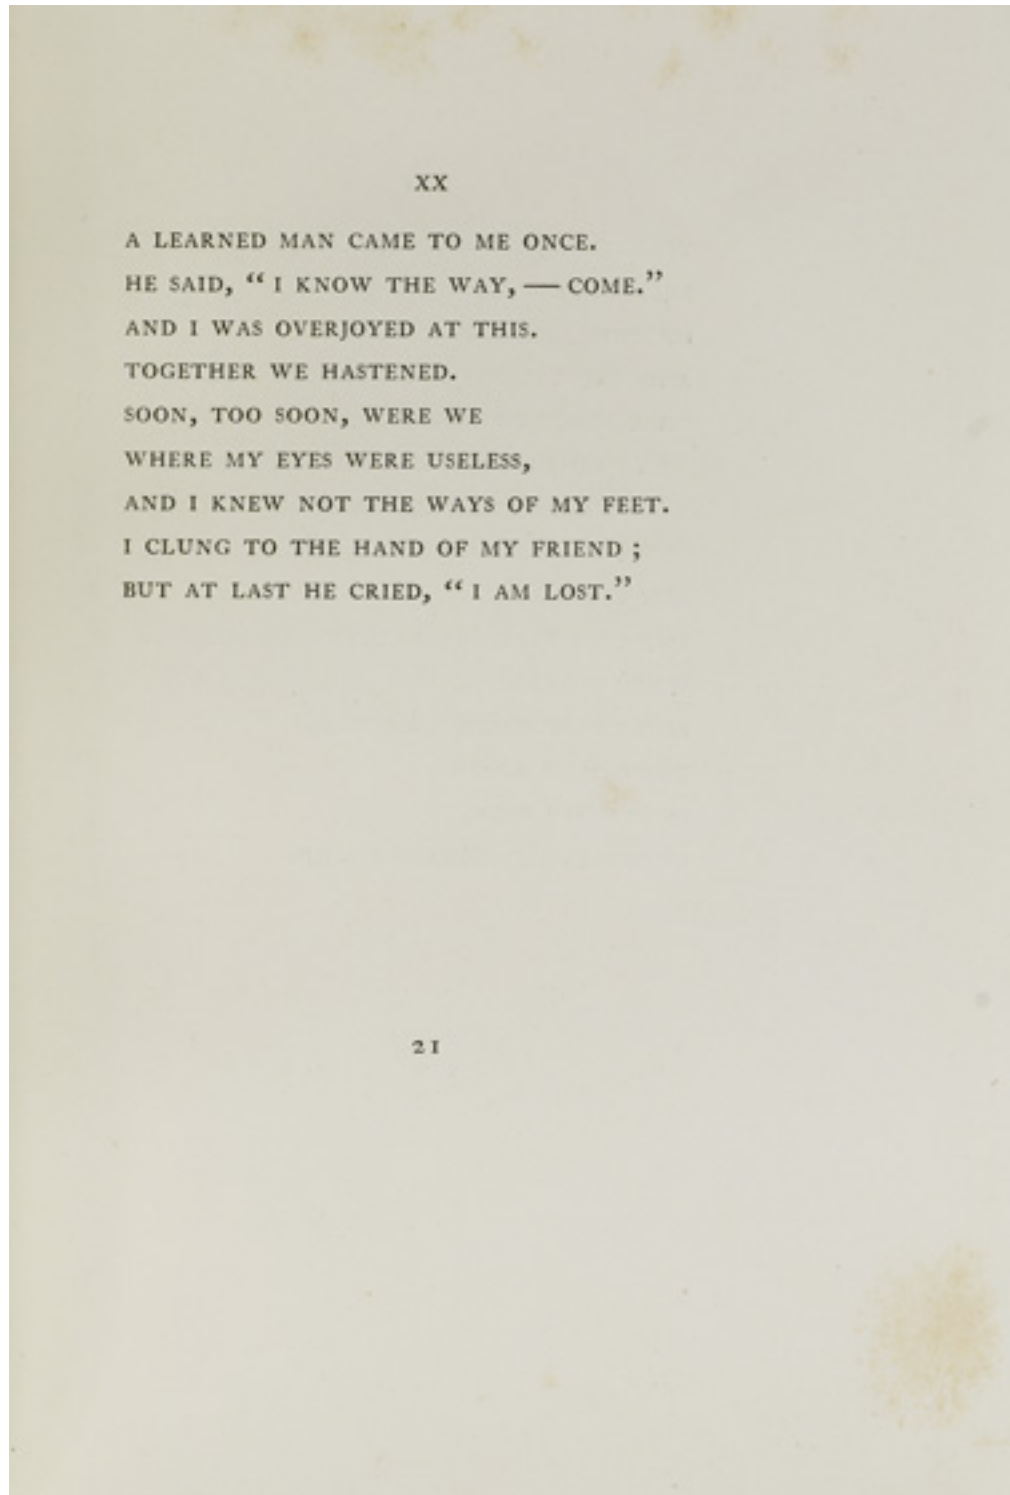 XX
A LEARNED MAN CAME TO ME ONCE.
HE SAID, “ I KNOW THE WAY, — COME.”
AND I WAS OVERJOYED AT THIS.
TOGETHER WE HASTENED.
SOON, TOO SOON, WERE WE
WHERE MY EYES WERE USELESS,
AND I KNEW NOT THE WAYS OF MY FEET.
I CLUNG TO THE HAND OF MY FRIEND ;
BUT AT LAST HE CRIED, “ I AM LOST.”
21